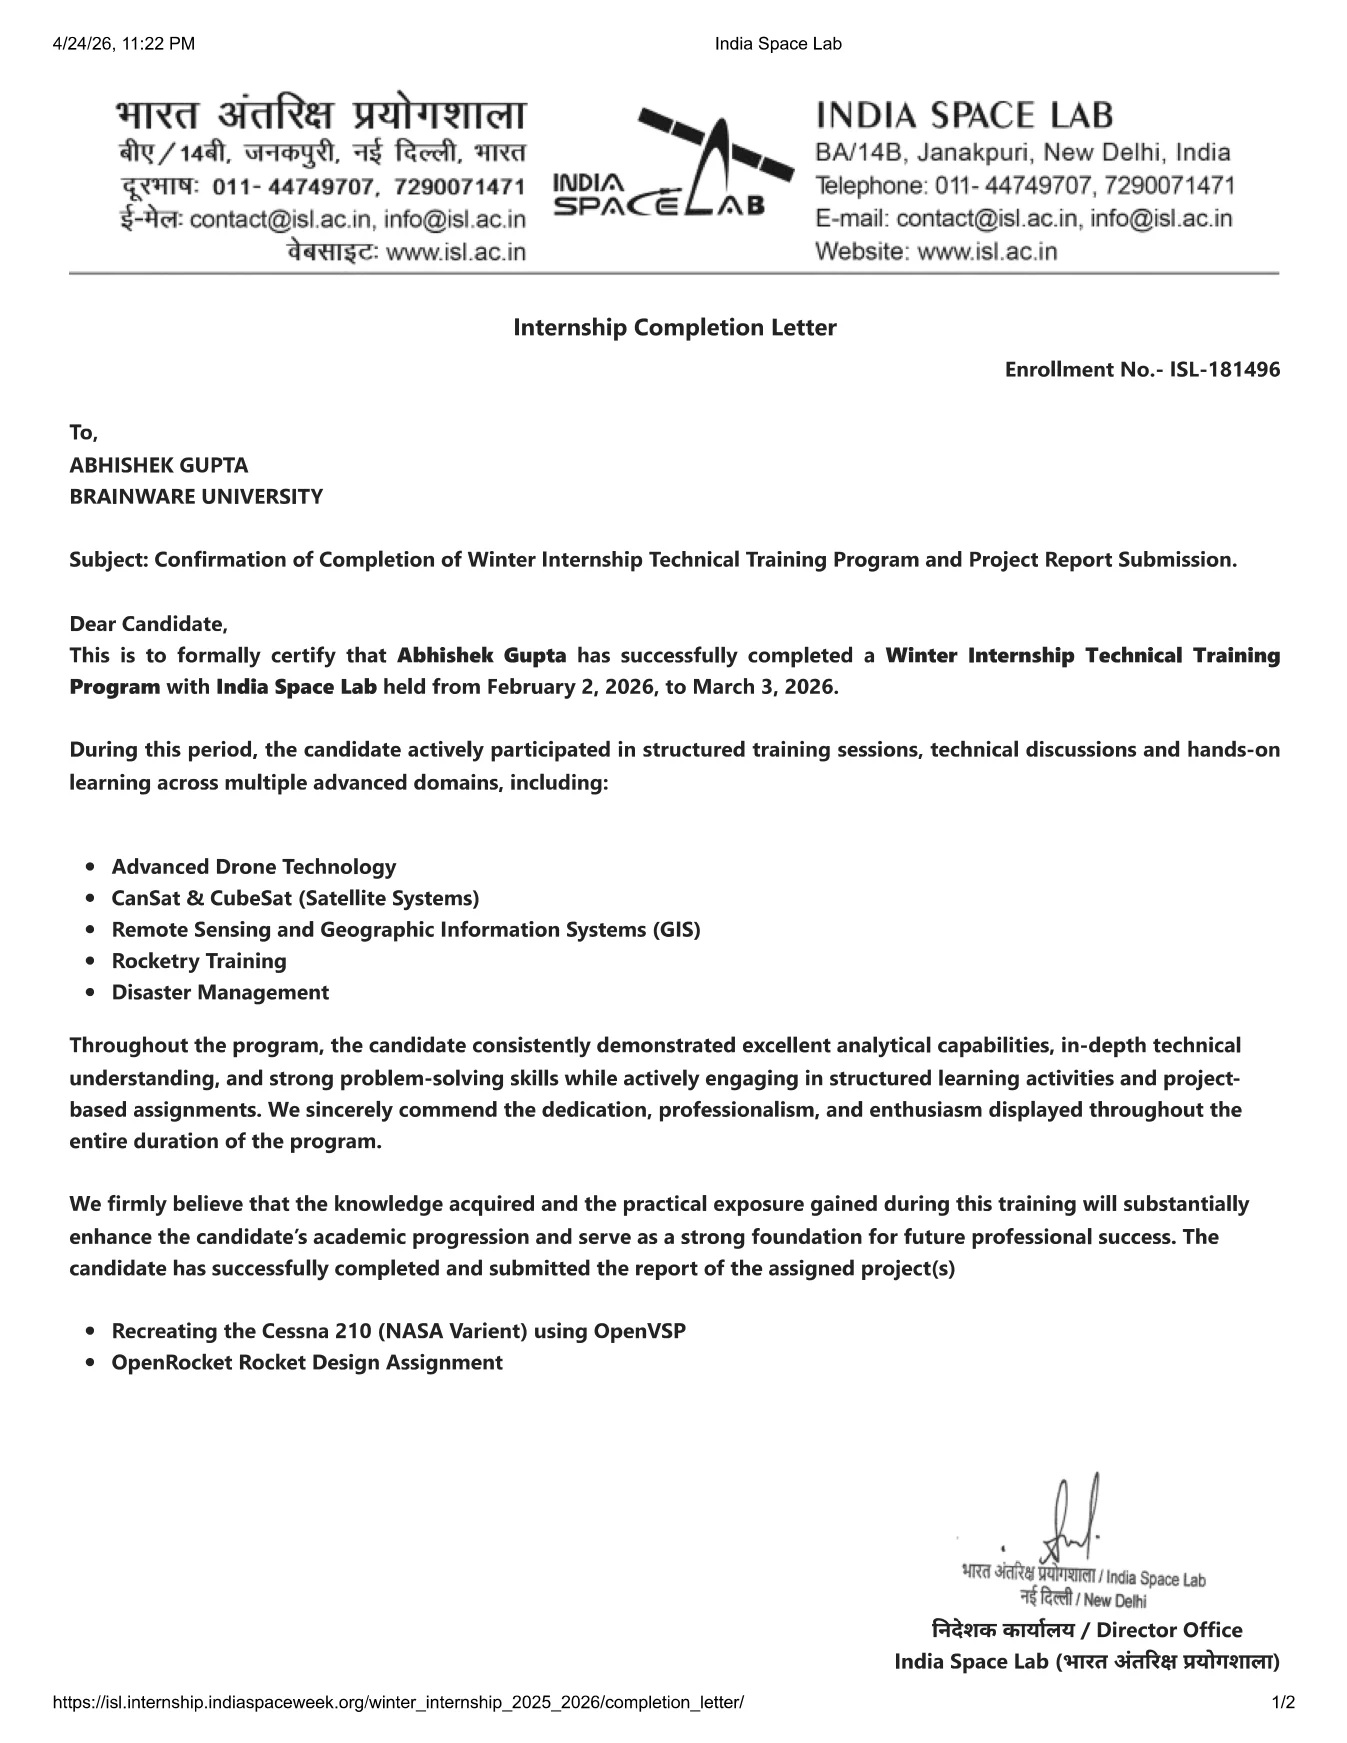 4/24/26, 11:22 PM India Space Lab
भारत अंतरिक्ष प्रयोगशाला
बीए/14बी, जनकपुरी, नई दिल्ली, भारत
दूरभाष: 011- 44749707, 7290071471
ई-मेल: contact@isl.ac.in, info@isl.ac.in
वेबसाइट: www.isl.ac.in
INDIA
SPACE LAB
INDIA SPACE LAB
BA/14B, Janakpuri, New Delhi, India
Telephone: 011- 44749707, 7290071471
E-mail: contact@isl.ac.in, info@isl.ac.in
Website: www.isl.ac.in
Internship Completion Letter
Enrollment No.- ISL-181496
To,
ABHISHEK GUPTA
BRAINWARE UNIVERSITY
Subject: Confirmation of Completion of Winter Internship Technical Training Program and Project Report Submission.
Dear Candidate,
This is to formally certify that Abhishek Gupta has successfully completed a Winter Internship Technical Training
Program with India Space Lab held from February 2, 2026, to March 3, 2026.
During this period, the candidate actively participated in structured training sessions, technical discussions and hands-on
learning across multiple advanced domains, including:
• Advanced Drone Technology
• CanSat & CubeSat (Satellite Systems)
• Remote Sensing and Geographic Information Systems (GIS)
• Rocketry Training
• Disaster Management
Throughout the program, the candidate consistently demonstrated excellent analytical capabilities, in-depth technical
understanding, and strong problem-solving skills while actively engaging in structured learning activities and project-
based assignments. We sincerely commend the dedication, professionalism, and enthusiasm displayed throughout the
entire duration of the program.
We firmly believe that the knowledge acquired and the practical exposure gained during this training will substantially
enhance the candidate’s academic progression and serve as a strong foundation for future professional success. The
candidate has successfully completed and submitted the report of the assigned project(s)
• Recreating the Cessna 210 (NASA Varient) using OpenVSP
• OpenRocket Rocket Design Assignment
भारत अंतरिक्ष प्रयोगशाला / India Space Lab
नई दिल्ली / New Delhi
निदेशक कार्यालय / Director Office
India Space Lab (भारत अंतरिक्ष प्रयोगशाला)
https://isl.internship.indiaspaceweek.org/winter_internship_2025_2026/completion_letter/ 1/2